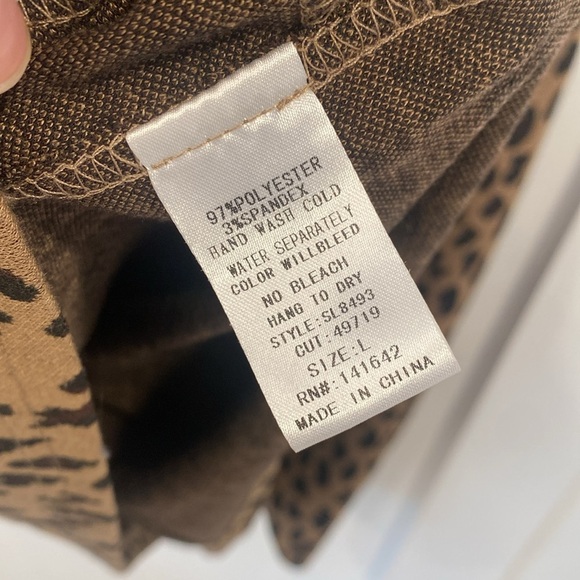 97%POLYESTER
3%SPANDEX
HAND WASH COLD
WATER SEPARATELY
COLOR WILLBLEED
NO BLEACH
HANG TO DRY
STYLE:SL8493
CUT:49719
SIZE:L
RN#:141642
MADE IN CHINA